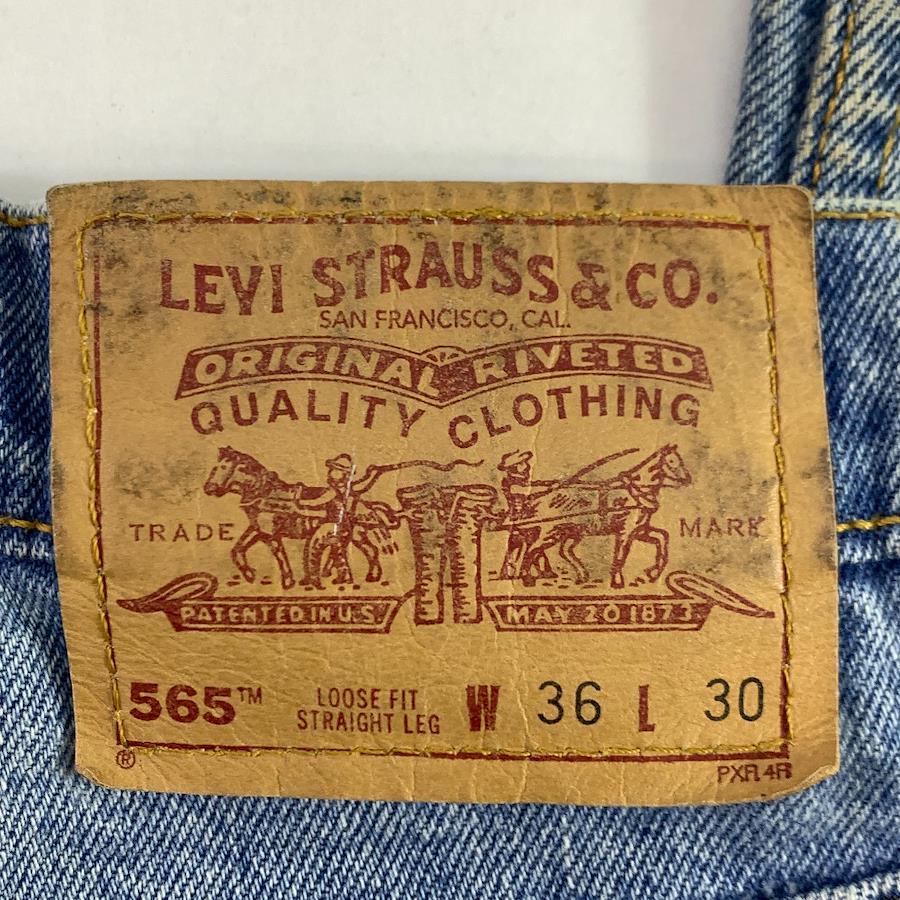 LEVI STRAUSS & CO.
SAN FRANCISCO, CAL.
ORIGINAL RIVETED
QUALITY CLOTHING
TRADE MARK
PATENTED IN U.S. MAY 20 1873
565™ LOOSE FIT STRAIGHT LEG W 36 L 30
®